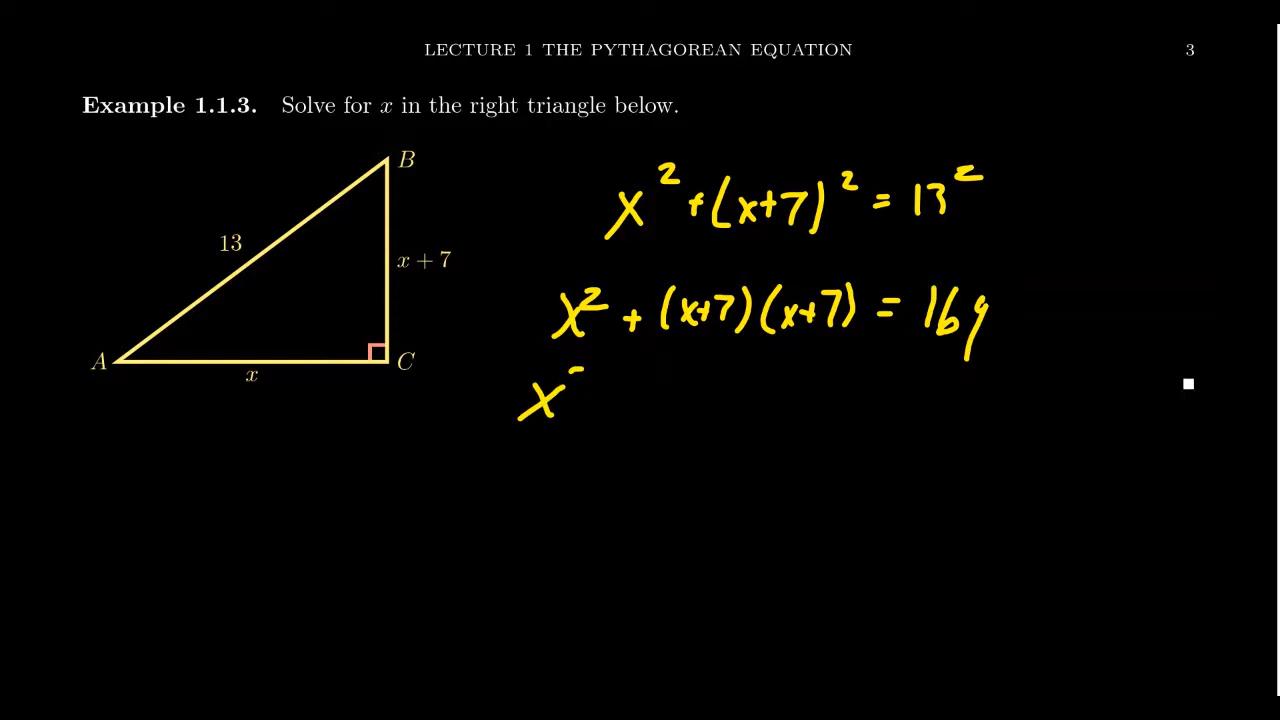 LECTURE 1 THE PYTHAGOREAN EQUATION 3
Example 1.1.3. Solve for x in the right triangle below.
B
13
x + 7
A
C
x
x² + (x+7)² = 13²
x² + (x+7)(x+7) = 169
x